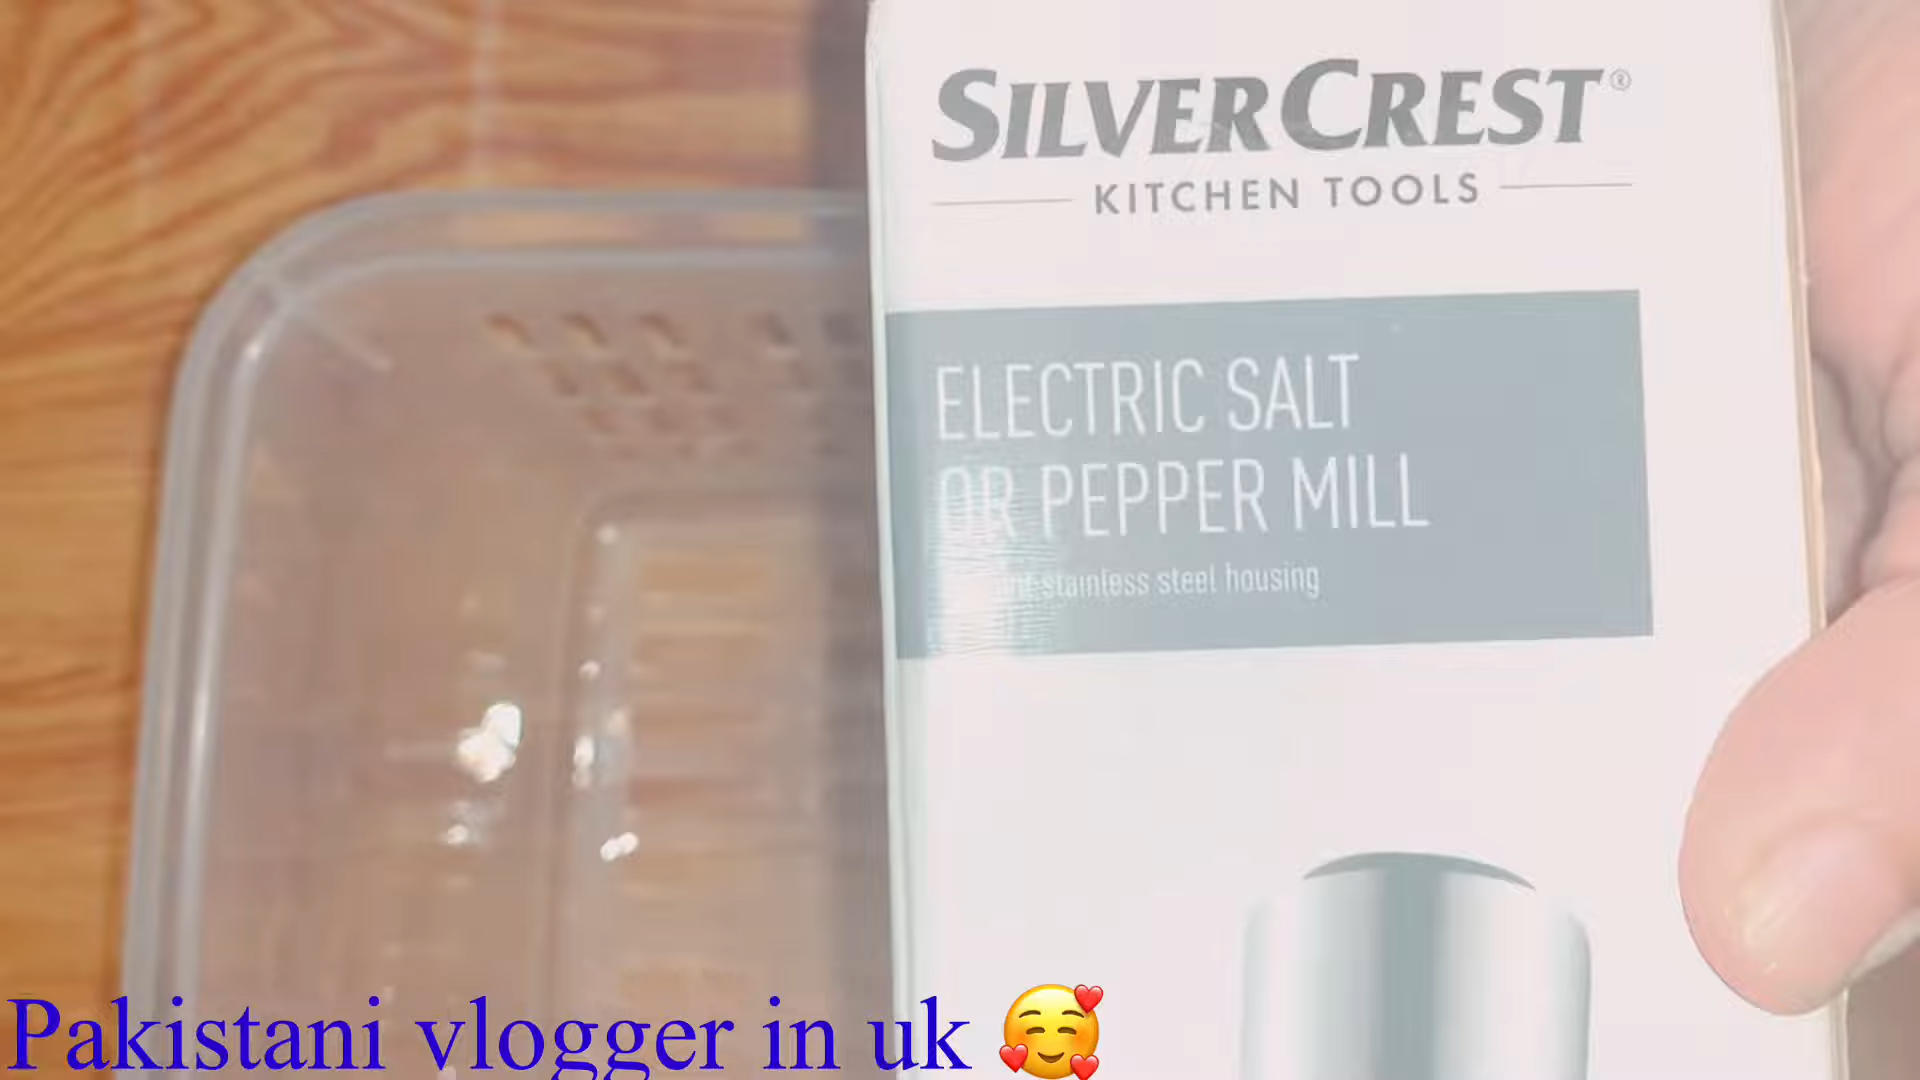 SILVERCREST®
KITCHEN TOOLS
ELECTRIC SALT
OR PEPPER MILL
stainless steel housing
Pakistani vlogger in uk 🥰